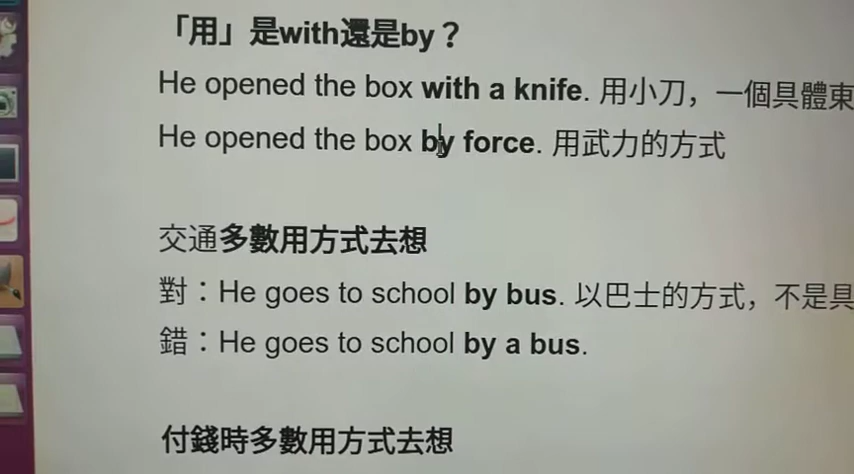 「用」是with還是by？
He opened the box with a knife. 用小刀，一個具體東
He opened the box by force. 用武力的方式
交通多數用方式去想
對：He goes to school by bus. 以巴士的方式，不是具
錯：He goes to school by a bus.
付錢時多數用方式去想